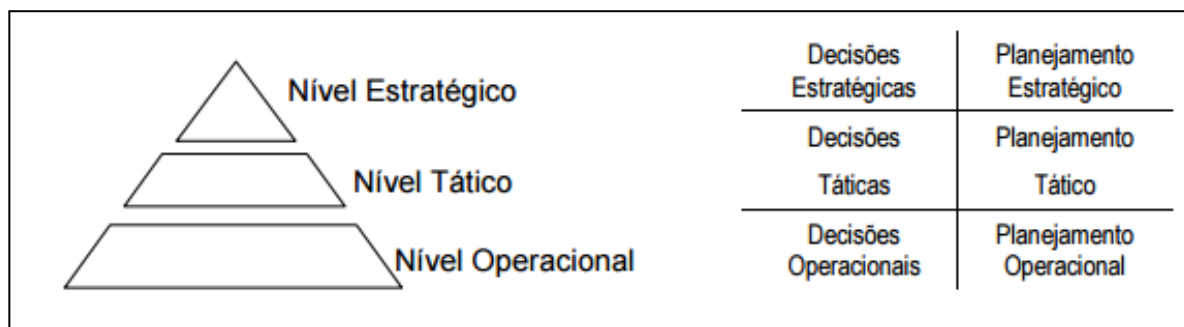 Nível Estratégico
Nível Tático
Nível Operacional
Decisões
Estratégicas
Planejamento
Estratégico
Decisões
Táticas
Planejamento
Tático
Decisões
Operacionais
Planejamento
Operacional